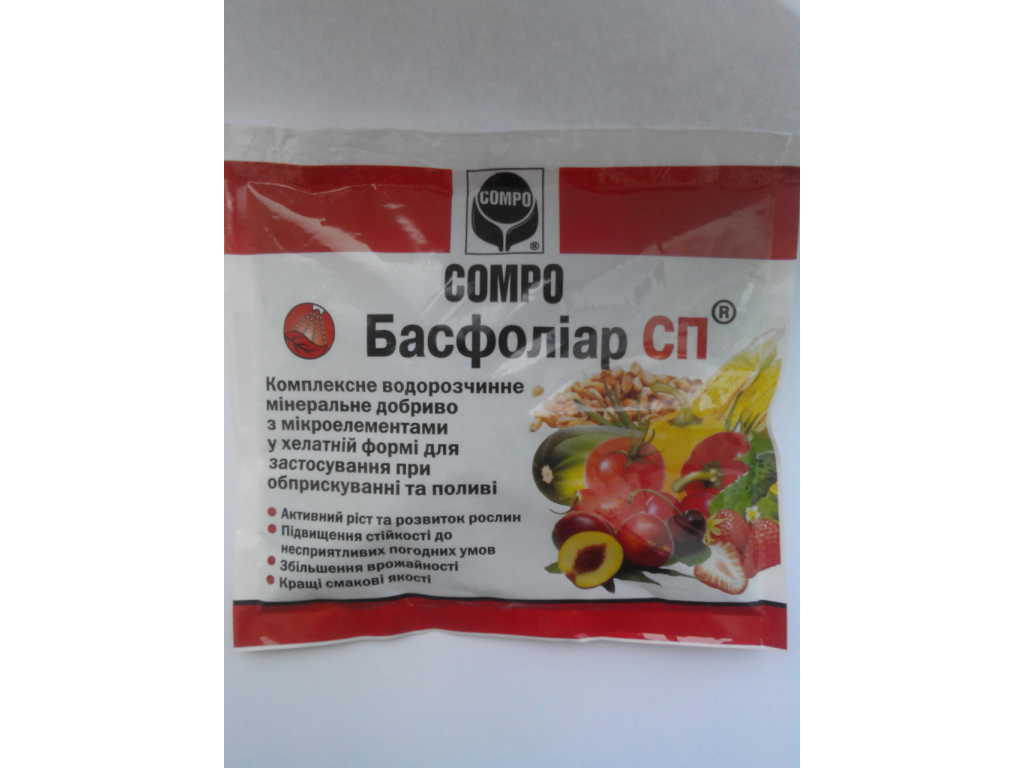 COMPO
®
COMPO
Басфоліар СП®
Комплексне водорозчинне
мінеральне добриво
з мікроелементами
у хелатній формі для
застосування при
обприскуванні та поливі
• Активний ріст та розвиток рослин
• Підвищення стійкості до
несприятливих погодних умов
• Збільшення врожайності
• Кращі смакові якості